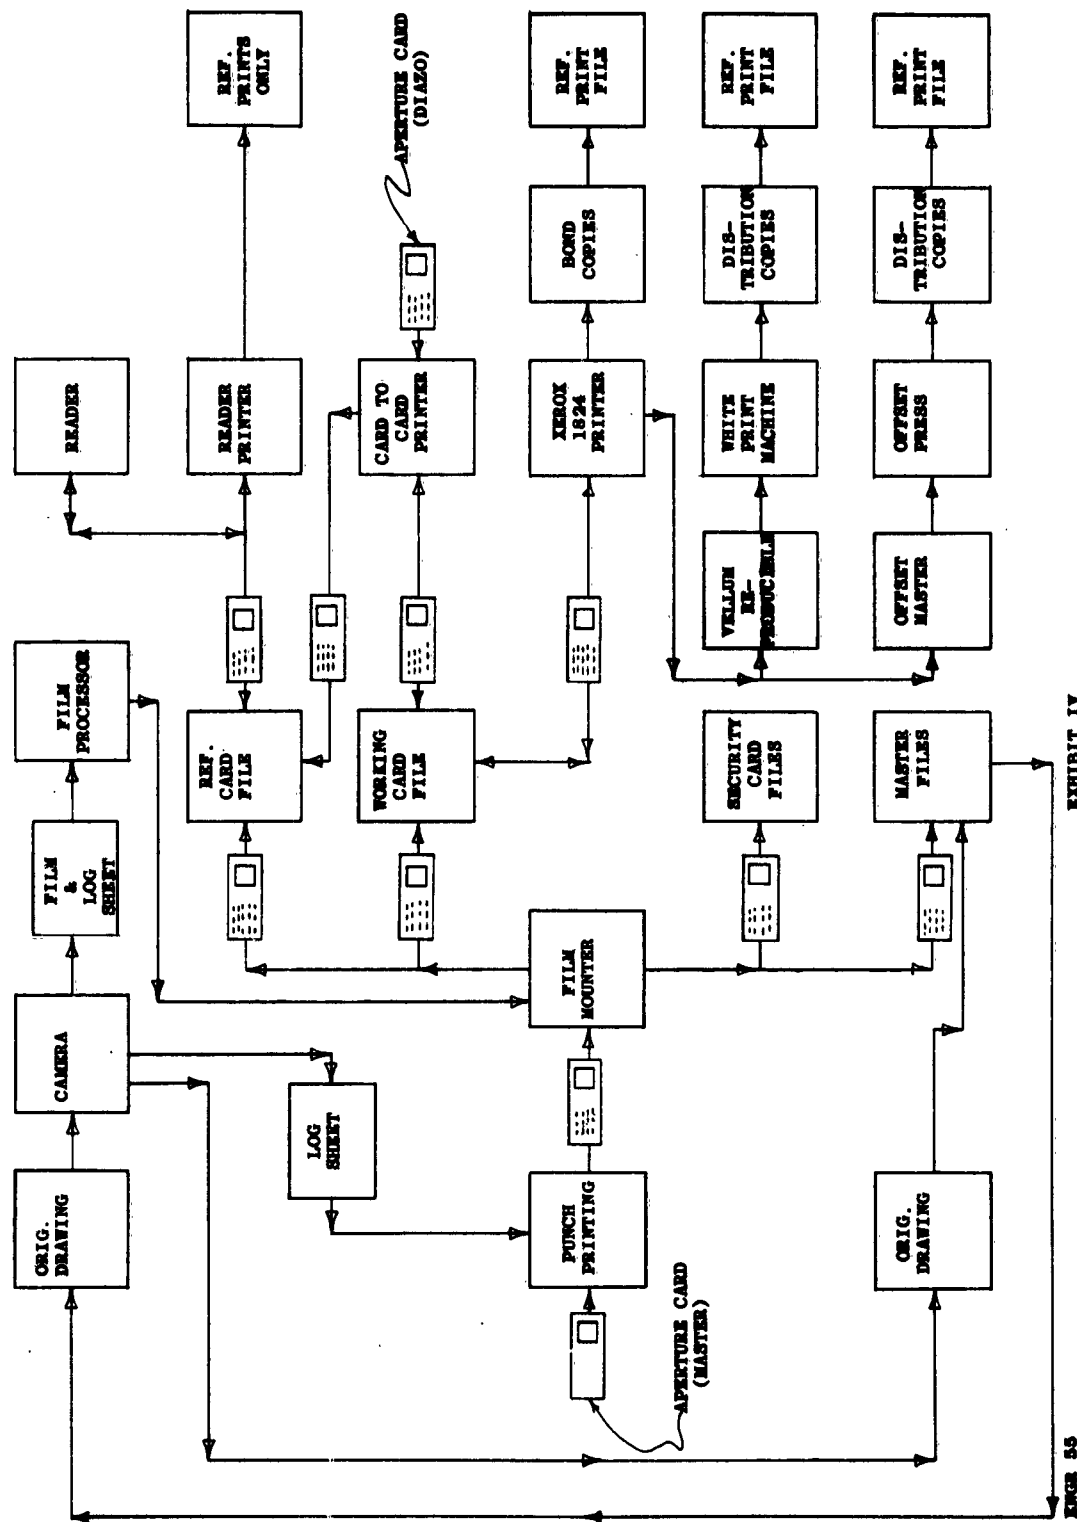 ORIG.
DRAWING
CAMERA
FILM
&
LOG
SHEET
FILM
PROCESSOR
READER
LOG
SHEET
REF.
CARD
FILE
READER
PRINTER
REF.
PRINTS
ONLY
WORKING
CARD
FILE
CARD TO
CARD
PRINTER
APERTURE CARD
(DIAZO)
APERTURE CARD
(MASTER)
PUNCH
PRINTING
FILM
MOUNTER
XEROX
1824
PRINTER
BOND
COPIES
REF.
PRINT
FILE
SECURITY
CARD
FILES
VELLUM
RE-
PRODUCIBLE
WHITE
PRINT
MACHINE
DIS-
TRIBUTION
COPIES
REF.
PRINT
FILE
ORIG.
DRAWING
MASTER
FILES
OFFSET
MASTER
OFFSET
PRESS
DIS-
TRIBUTION
COPIES
REF.
PRINT
FILE
ENGR 55
EXHIBIT IV